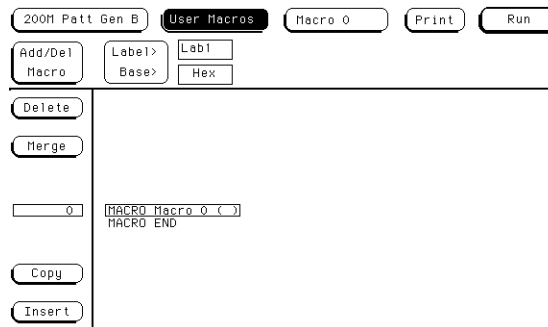 200M Patt Gen B User Macros Macro 0 Print Run
Add/Del Macro Label> Base> Lab1 Hex
Delete
Merge
0 MACRO Macro 0 ( )
MACRO END
Copy
Insert